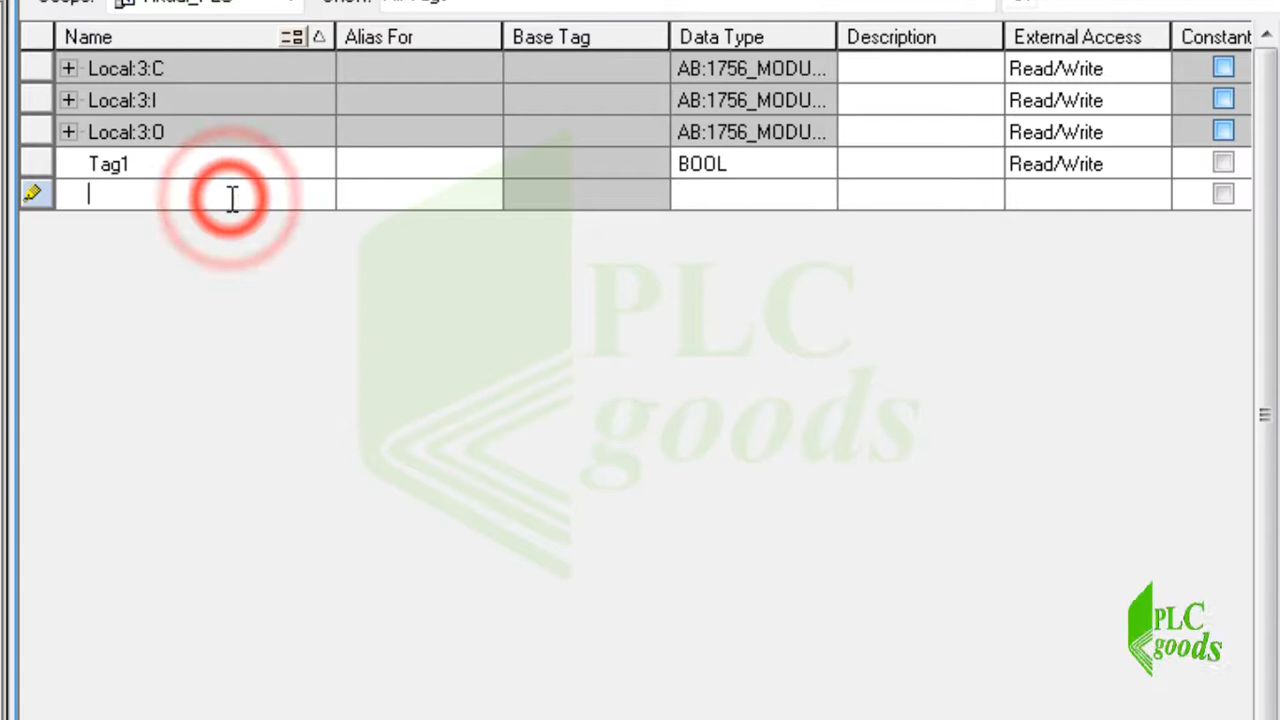 Name Alias For Base Tag Data Type Description External Access Constant
Local:3:C AB:1756_MODU... Read/Write
Local:3:I AB:1756_MODU... Read/Write
Local:3:O AB:1756_MODU... Read/Write
Tag1 BOOL Read/Write
PLC
goods
PLC
goods